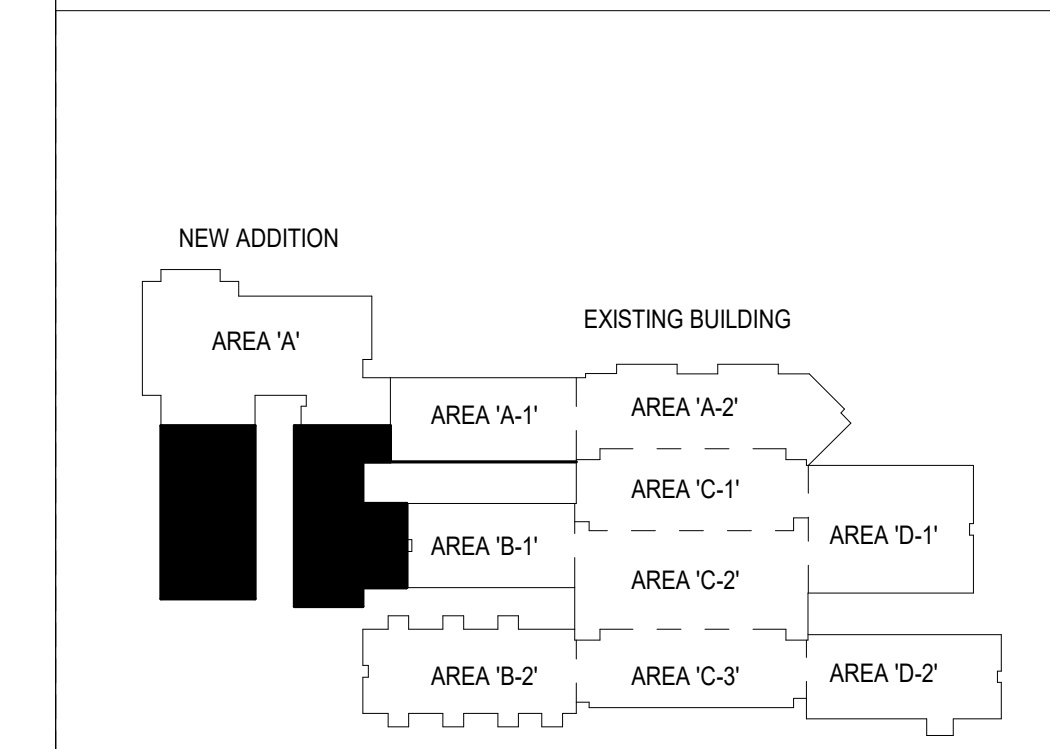 NEW ADDITION
EXISTING BUILDING
AREA 'A'
AREA 'A-1'
AREA 'A-2'
AREA 'C-1'
AREA 'B-1'
AREA 'D-1'
AREA 'C-2'
AREA 'B-2'
AREA 'C-3'
AREA 'D-2'